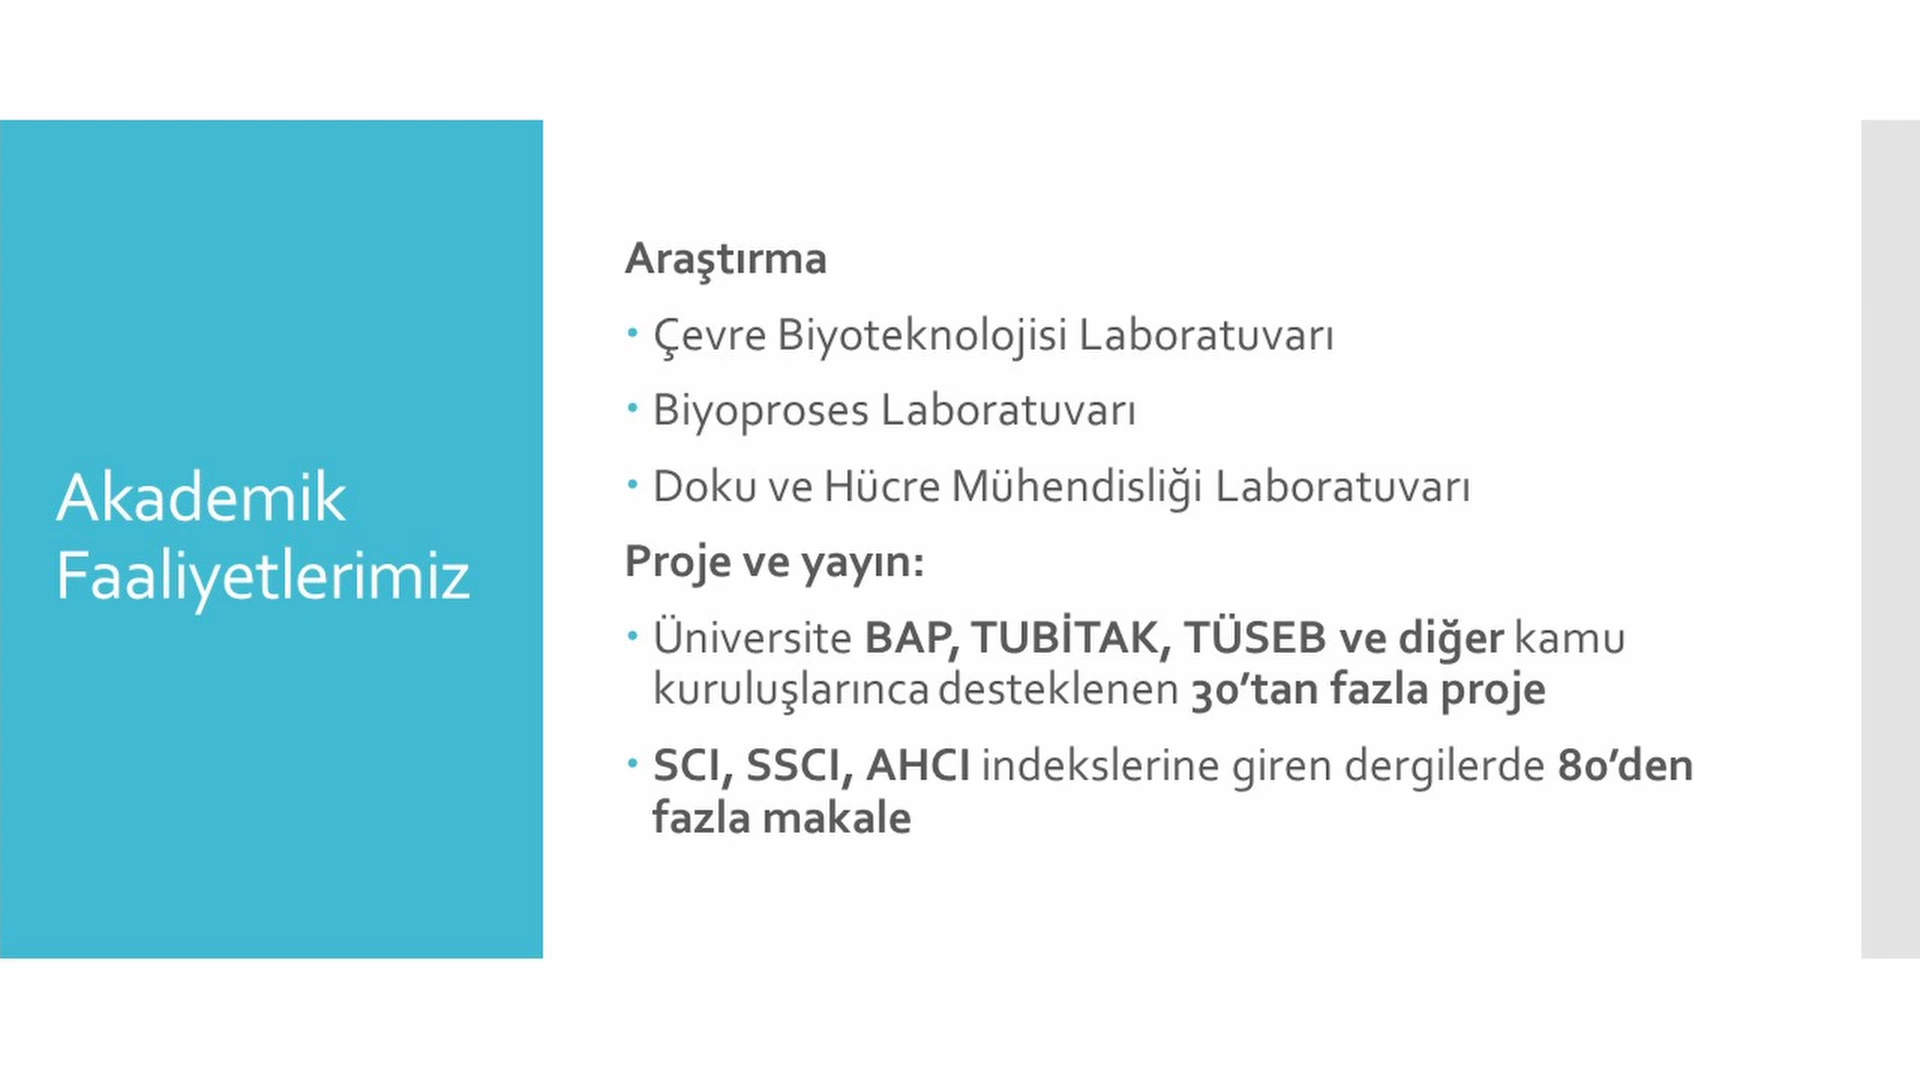 Akademik
Faaliyetlerimiz
Araştırma
• Çevre Biyoteknolojisi Laboratuvarı
• Biyoproses Laboratuvarı
• Doku ve Hücre Mühendisliği Laboratuvarı
Proje ve yayın:
• Üniversite BAP, TUBİTAK, TÜSEB ve diğer kamu
kuruluşlarınca desteklenen 30’tan fazla proje
• SCI, SSCI, AHCI indekslerine giren dergilerde 80’den
fazla makale